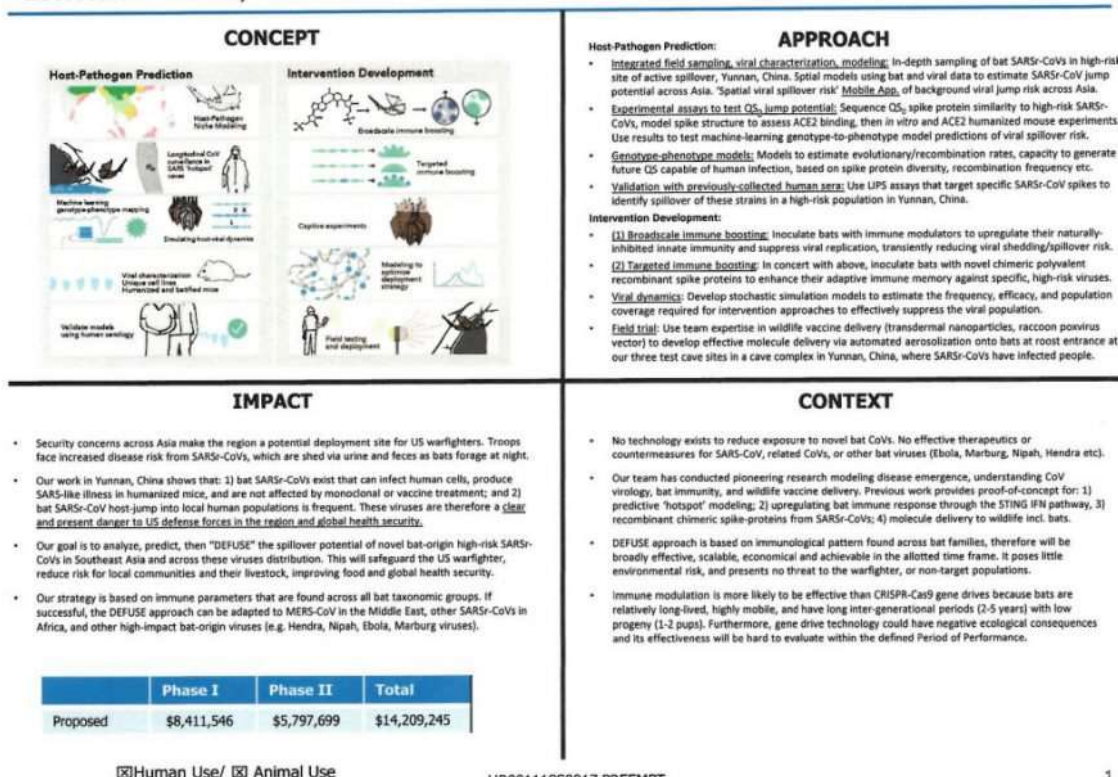 CONCEPT
Host-Pathogen Prediction
Host-Pathogen
Niche Modeling
Longitudinal CoV
surveillance in
SARS 'hotspot'
caves
Machine learning
genotype-phenotype mapping
Simulating host-viral dynamics
Viral characterization
Unique cell lines
Humanized and batified mice
Validate models
using human serology
Intervention Development
Broadscale immune boosting
Targeted
immune boosting
Captive experiments
Modeling to
optimize
deployment
strategy
Field testing
and deployment
APPROACH
Host-Pathogen Prediction:
• Integrated field sampling, viral characterization, modeling: In-depth sampling of bat SARSr-CoVs in high-risk
site of active spillover, Yunnan, China. Sptial models using bat and viral data to estimate SARSr-CoV jump
potential across Asia. 'Spatial viral spillover risk' Mobile App. of background viral jump risk across Asia.
• Experimental assays to test QS0 jump potential: Sequence QS0 spike protein similarity to high-risk SARSr-
CoVs, model spike structure to assess ACE2 binding, then in vitro and ACE2 humanized mouse experiments
Use results to test machine-learning genotype-to-phenotype model predictions of viral spillover risk.
• Genotype-phenotype models: Models to estimate evolutionary/recombination rates, capacity to generate
future QS capable of human infection, based on spike protein diversity, recombination frequency etc.
• Validation with previously-collected human sera: Use LIPS assays that target specific SARSr-CoV spikes to
identify spillover of these strains in a high-risk population in Yunnan, China.
Intervention Development:
• (1) Broadscale immune boosting: Inoculate bats with immune modulators to upregulate their naturally-
inhibited innate immunity and suppress viral replication, transiently reducing viral shedding/spillover risk.
• (2) Targeted immune boosting: In concert with above, inoculate bats with novel chimeric polyvalent
recombinant spike proteins to enhance their adaptive immune memory against specific, high-risk viruses.
• Viral dynamics: Develop stochastic simulation models to estimate the frequency, efficacy, and population
coverage required for intervention approaches to effectively suppress the viral population.
• Field trial: Use team expertise in wildlife vaccine delivery (transdermal nanoparticles, raccoon poxvirus
vector) to develop effective molecule delivery via automated aerosolization onto bats at roost entrance at
our three test cave sites in a cave complex in Yunnan, China, where SARSr-CoVs have infected people.
IMPACT
• Security concerns across Asia make the region a potential deployment site for US warfighters. Troops
face increased disease risk from SARSr-CoVs, which are shed via urine and feces as bats forage at night.
• Our work in Yunnan, China shows that: 1) bat SARSr-CoVs exist that can infect human cells, produce
SARS-like illness in humanized mice, and are not affected by monoclonal or vaccine treatment; and 2)
bat SARSr-CoV host-jump into local human populations is frequent. These viruses are therefore a clear
and present danger to US defense forces in the region and global health security.
• Our goal is to analyze, predict, then "DEFUSE" the spillover potential of novel bat-origin high-risk SARSr-
CoVs in Southeast Asia and across these viruses distribution. This will safeguard the US warfighter,
reduce risk for local communities and their livestock, improving food and global health security.
• Our strategy is based on immune parameters that are found across all bat taxonomic groups. If
successful, the DEFUSE approach can be adapted to MERS-CoV in the Middle East, other SARSr-CoVs in
Africa, and other high-impact bat-origin viruses (e.g. Hendra, Nipah, Ebola, Marburg viruses).
Phase I Phase II Total
Proposed $8,411,546 $5,797,699 $14,209,245
☒Human Use/ ☒ Animal Use
CONTEXT
• No technology exists to reduce exposure to novel bat CoVs. No effective therapeutics or
countermeasures for SARS-CoV, related CoVs, or other bat viruses (Ebola, Marburg, Nipah, Hendra etc).
• Our team has conducted pioneering research modeling disease emergence, understanding CoV
virology, bat immunity, and wildlife vaccine delivery. Previous work provides proof-of-concept for: 1)
predictive 'hotspot' modeling; 2) upregulating bat immune response through the STING IFN pathway, 3)
recombinant chimeric spike-proteins from SARSr-CoVs; 4) molecule delivery to wildlife incl. bats.
• DEFUSE approach is based on immunological pattern found across bat families, therefore will be
broadly effective, scalable, economical and achievable in the allotted time frame. It poses little
environmental risk, and presents no threat to the warfighter, or non-target populations.
• Immune modulation is more likely to be effective than CRISPR-Cas9 gene drives because bats are
relatively long-lived, highly mobile, and have long inter-generational periods (2-5 years) with low
progeny (1-2 pups). Furthermore, gene drive technology could have negative ecological consequences
and its effectiveness will be hard to evaluate within the defined Period of Performance.
1